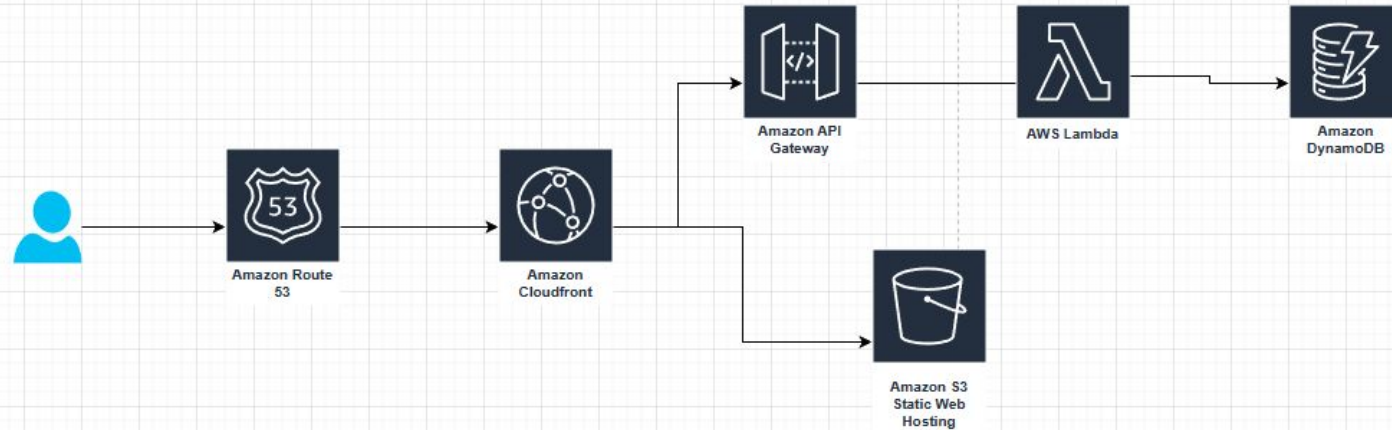 </>
Amazon API
Gateway
AWS Lambda
Amazon
DynamoDB
53
Amazon Route
53
Amazon
Cloudfront
Amazon S3
Static Web
Hosting